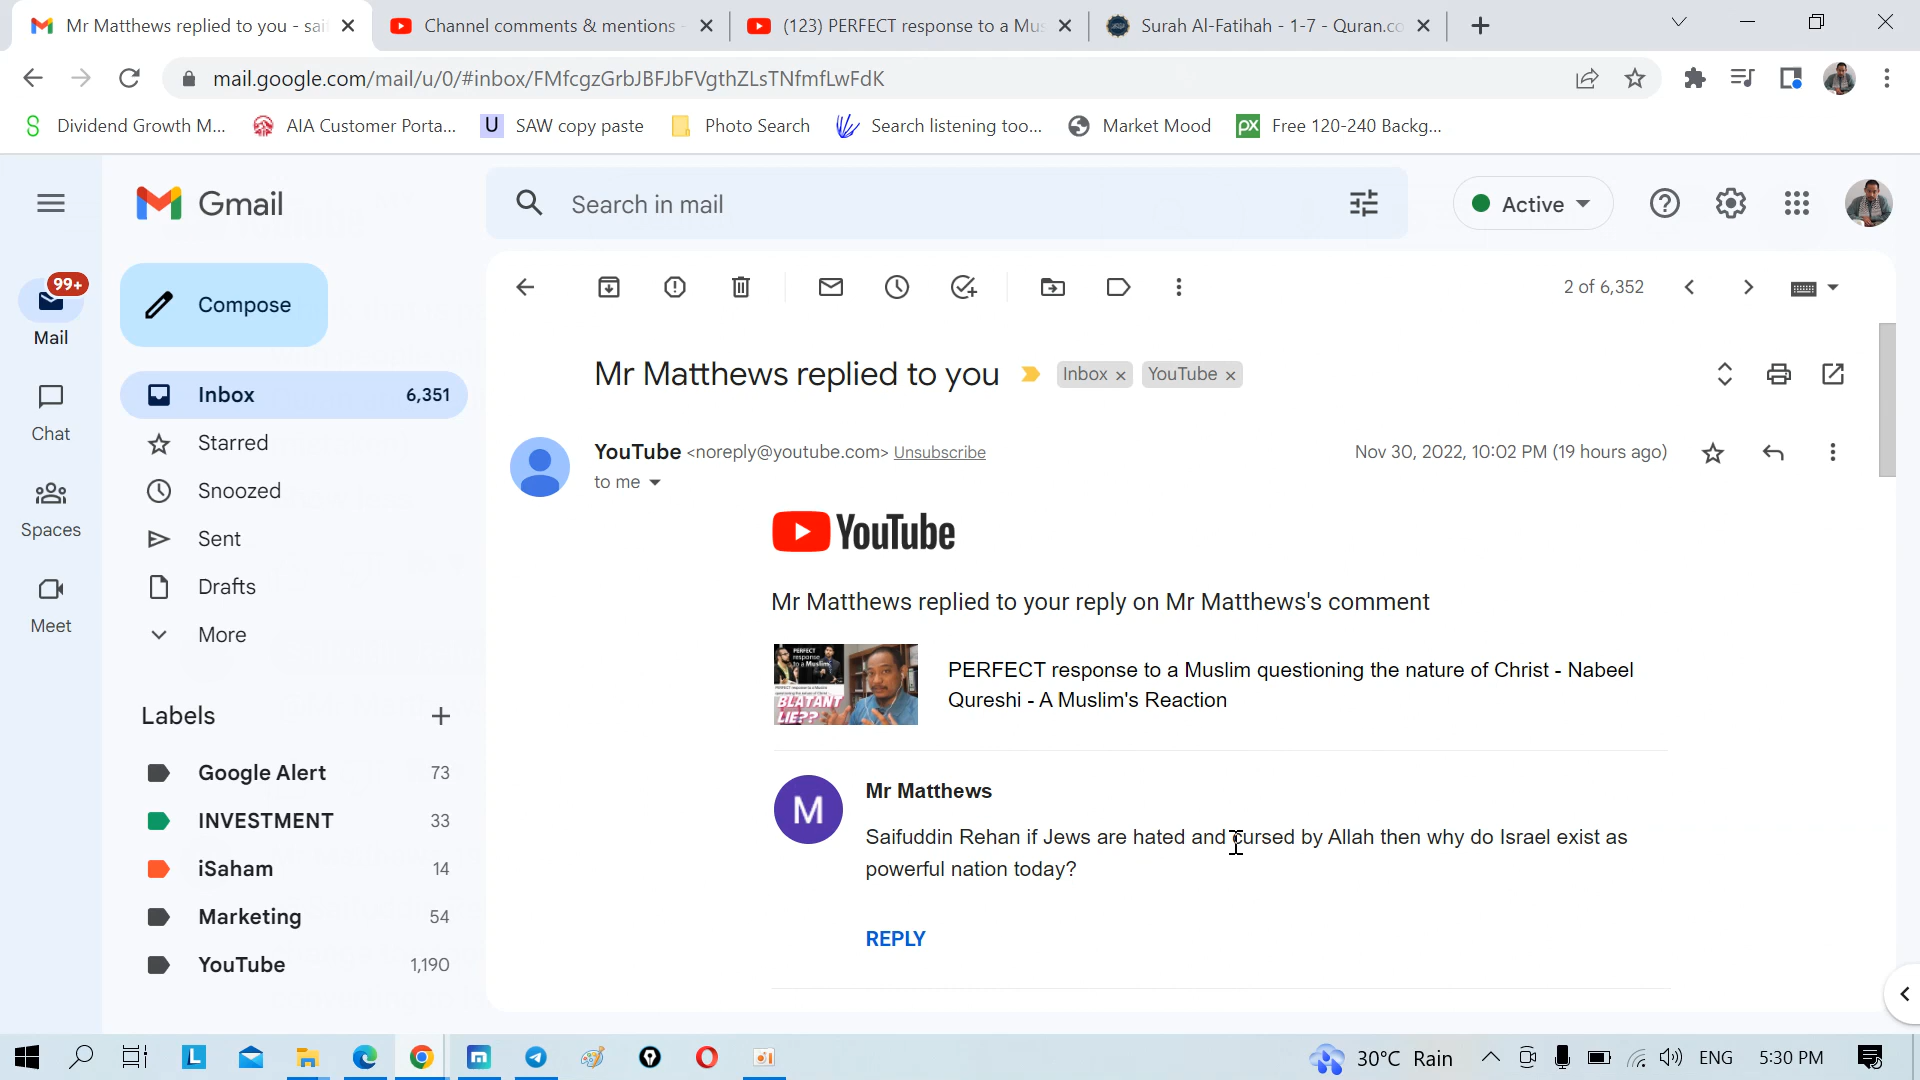 Mr Matthews replied to you - sai
Channel comments & mentions -
(123) PERFECT response to a Mus
Surah Al-Fatihah - 1-7 - Quran.co
mail.google.com/mail/u/0/#inbox/FMfcgzGrbJBFJbFVgthZLsTNfmfLwFdK
Dividend Growth M...
AIA Customer Porta...
U SAW copy paste
Photo Search
Search listening too...
Market Mood
px Free 120-240 Backg...
Gmail
Search in mail
Active
99+
Mail
Compose
2 of 6,352
Chat
Spaces
Meet
Inbox 6,351
Starred
Snoozed
Sent
Drafts
More
Labels
Google Alert 73
INVESTMENT 33
iSaham 14
Marketing 54
YouTube 1,190
Mr Matthews replied to you
Inbox x
YouTube x
YouTube <noreply@youtube.com> Unsubscribe
Nov 30, 2022, 10:02 PM (19 hours ago)
to me
YouTube
Mr Matthews replied to your reply on Mr Matthews's comment
PERFECT
response
to a Muslim
BLATANT
LIE??
PERFECT response to a Muslim questioning the nature of Christ - Nabeel
Qureshi - A Muslim's Reaction
M
Mr Matthews
Saifuddin Rehan if Jews are hated and cursed by Allah then why do Israel exist as
powerful nation today?
REPLY
30°C Rain
ENG
5:30 PM